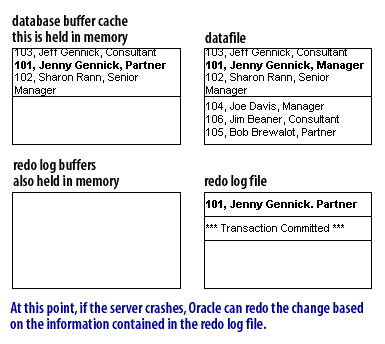 database buffer cache
this is held in memory
103, Jeff Gennick, Consultant
101, Jenny Gennick, Partner
102, Sharon Rann, Senior
Manager
datafile
103, Jeff Gennick, Consultant
101, Jenny Gennick, Manager
102, Sharon Rann, Senior
Manager
104, Joe Davis, Manager
106, Jim Beaner, Consultant
105, Bob Brewalot, Partner
redo log buffers
also held in memory
redo log file
101, Jenny Gennick. Partner
*** Transaction Committed ***
At this point, if the server crashes, Oracle can redo the change based
on the information contained in the redo log file.